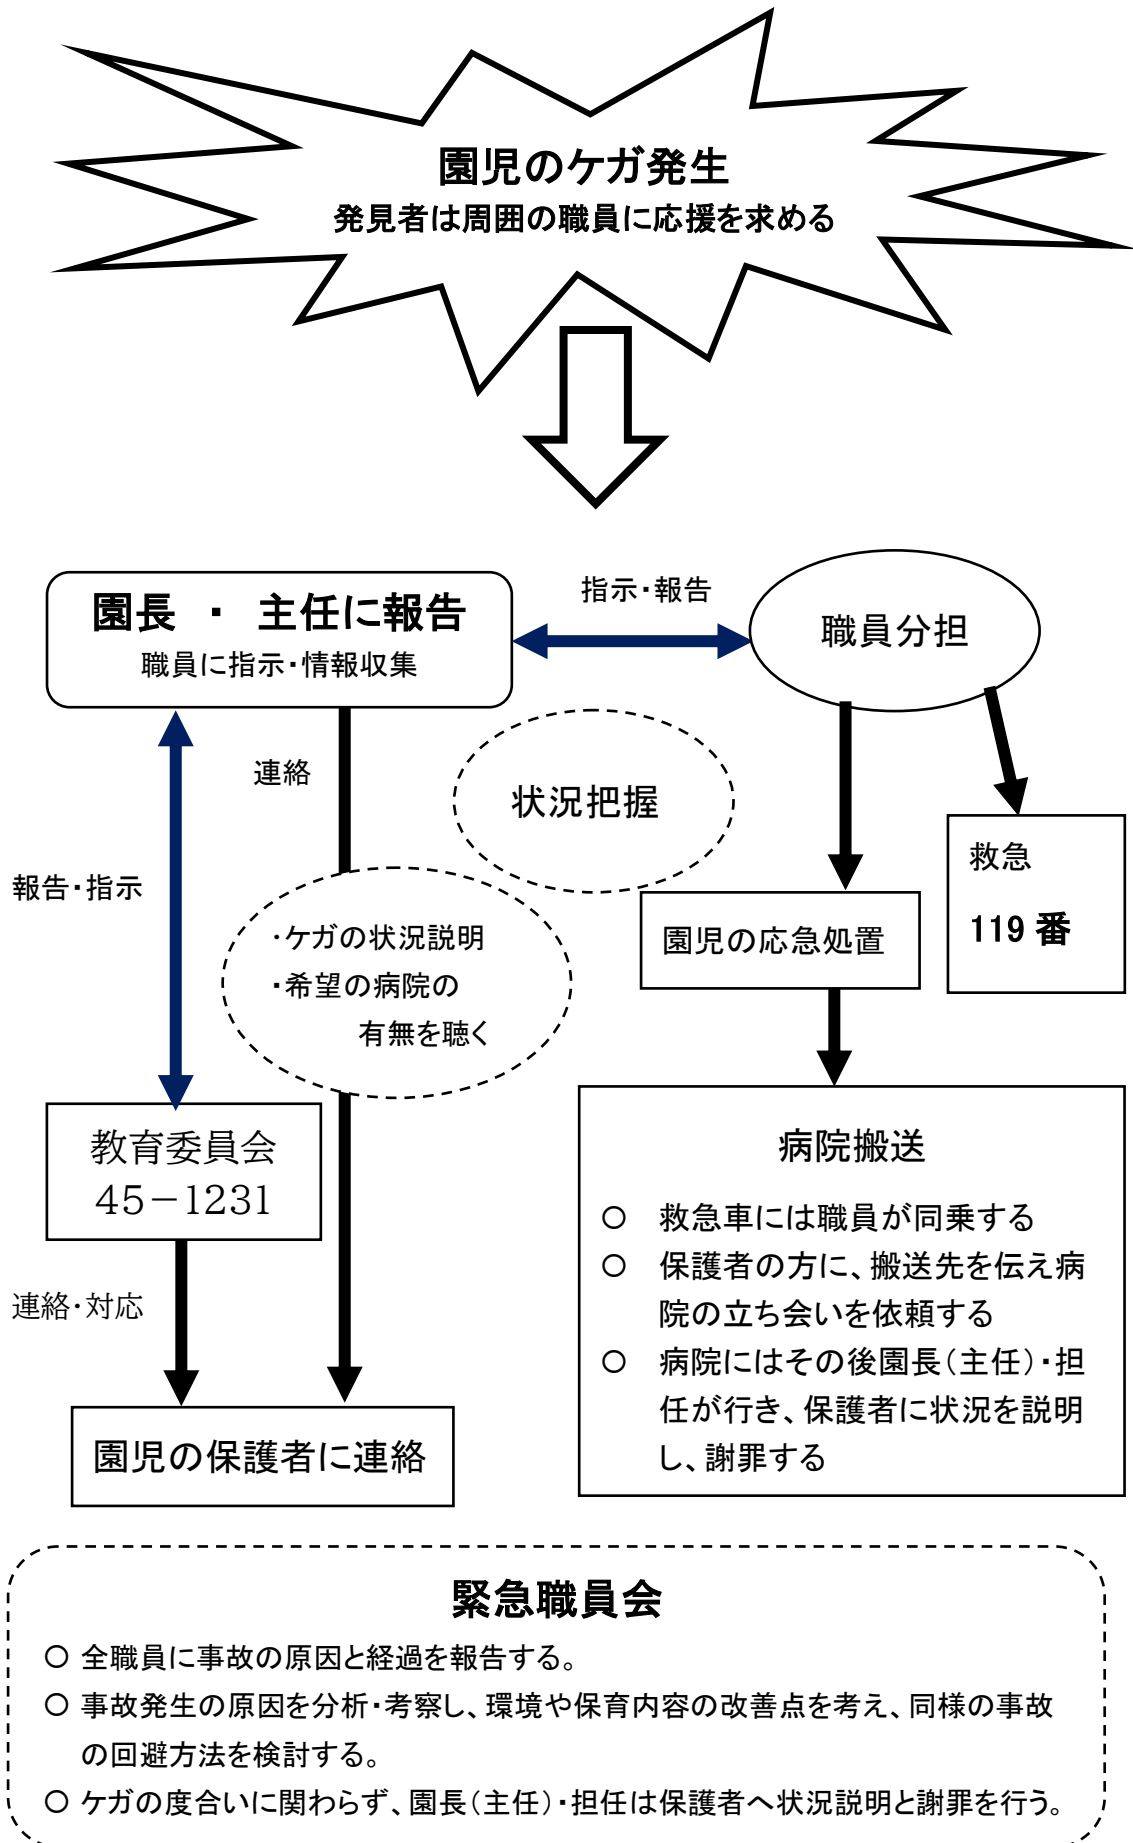 園児のケガ発生
発見者は周囲の職員に応援を求める
園長 ・ 主任に報告
職員に指示・情報収集
指示・報告
職員分担
連絡
状況把握
報告・指示
・ケガの状況説明
・希望の病院の
有無を聴く
園児の応急処置
救急
119 番
教育委員会
45－1231
連絡・対応
園児の保護者に連絡
病院搬送
○ 救急車には職員が同乗する
○ 保護者の方に、搬送先を伝え病
院の立ち会いを依頼する
○ 病院にはその後園長（主任）・担
任が行き、保護者に状況を説明
し、謝罪する
緊急職員会
○ 全職員に事故の原因と経過を報告する。
○ 事故発生の原因を分析・考察し、環境や保育内容の改善点を考え、同様の事故
の回避方法を検討する。
○ ケガの度合いに関わらず、園長（主任）・担任は保護者へ状況説明と謝罪を行う。